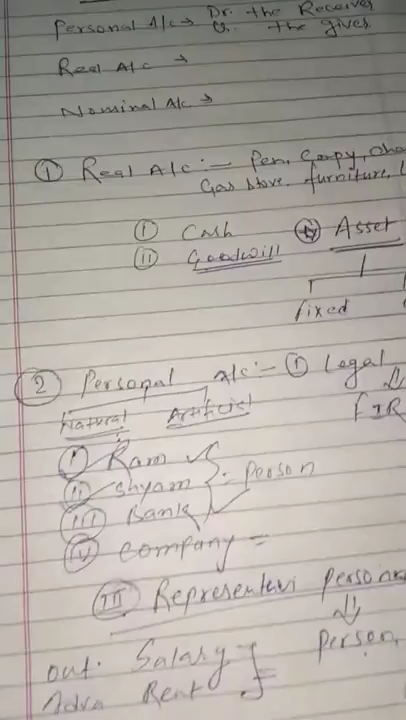 Personal A/c → Dr. the Receiver
Cr. the giver
Real A/c →
Nominal A/c →
① Real A/c :- Pen, Copy,
Gas stove, furniture,
(i) Cash
Asset
(ii) Goodwill
fixed
② Personal A/c :- ① Legal
Natural Artificial
FIR
(i) Ram
(ii) Shyam
person
(iii) Bank
(iv) Company =
(III) Representati person
person
Out. Salary
Adva Rent